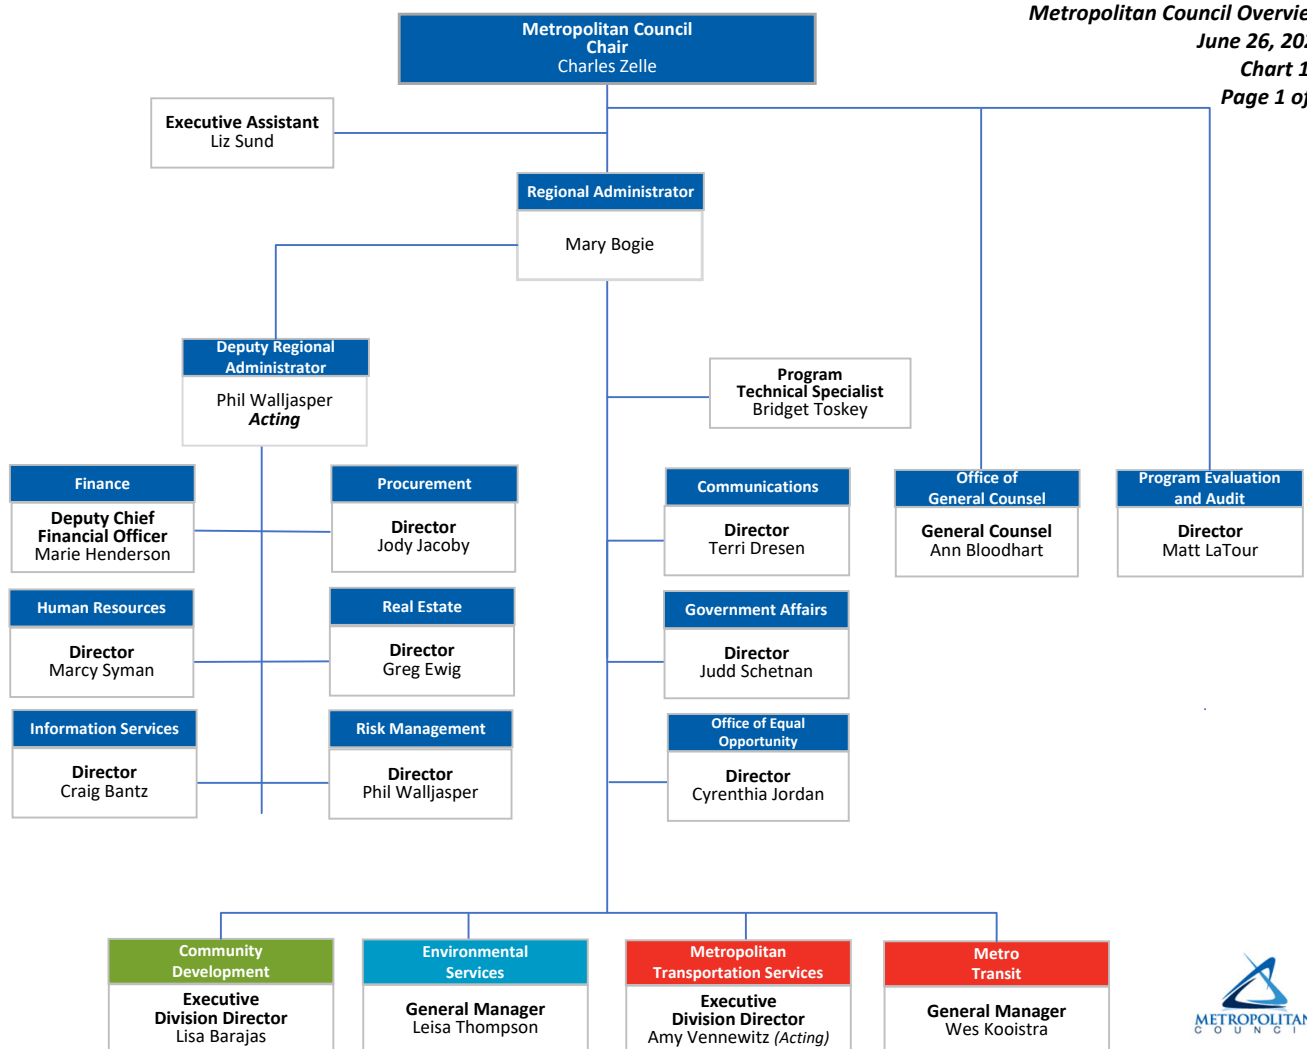 Metropolitan Council Overvie
June 26, 202
Chart 1
Page 1 of
Metropolitan Council
Chair
Charles Zelle
Executive Assistant
Liz Sund
Regional Administrator
Mary Bogie
Deputy Regional
Administrator
Phil Walljasper
Acting
Program
Technical Specialist
Bridget Toskey
Finance
Deputy Chief
Financial Officer
Marie Henderson
Procurement
Director
Jody Jacoby
Communications
Director
Terri Dresen
Office of
General Counsel
General Counsel
Ann Bloodhart
Program Evaluation
and Audit
Director
Matt LaTour
Human Resources
Director
Marcy Syman
Real Estate
Director
Greg Ewig
Government Affairs
Director
Judd Schetnan
Information Services
Director
Craig Bantz
Risk Management
Director
Phil Walljasper
Office of Equal
Opportunity
Director
Cyrenthia Jordan
Community
Development
Executive
Division Director
Lisa Barajas
Environmental
Services
General Manager
Leisa Thompson
Metropolitan
Transportation Services
Executive
Division Director
Amy Vennewitz (Acting)
Metro
Transit
General Manager
Wes Kooistra
METROPOLITAN
COUNCI